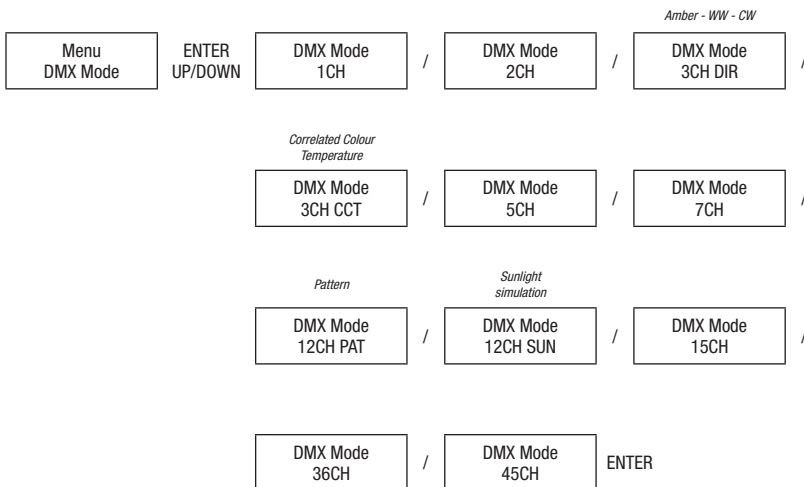 Amber - WW - CW
Menu
DMX Mode
ENTER
UP/DOWN
DMX Mode
1CH
/
DMX Mode
2CH
/
DMX Mode
3CH DIR
/
Correlated Colour
Temperature
DMX Mode
3CH CCT
/
DMX Mode
5CH
/
DMX Mode
7CH
/
Pattern
DMX Mode
12CH PAT
/
Sunlight
simulation
DMX Mode
12CH SUN
/
DMX Mode
15CH
/
DMX Mode
36CH
/
DMX Mode
45CH
ENTER